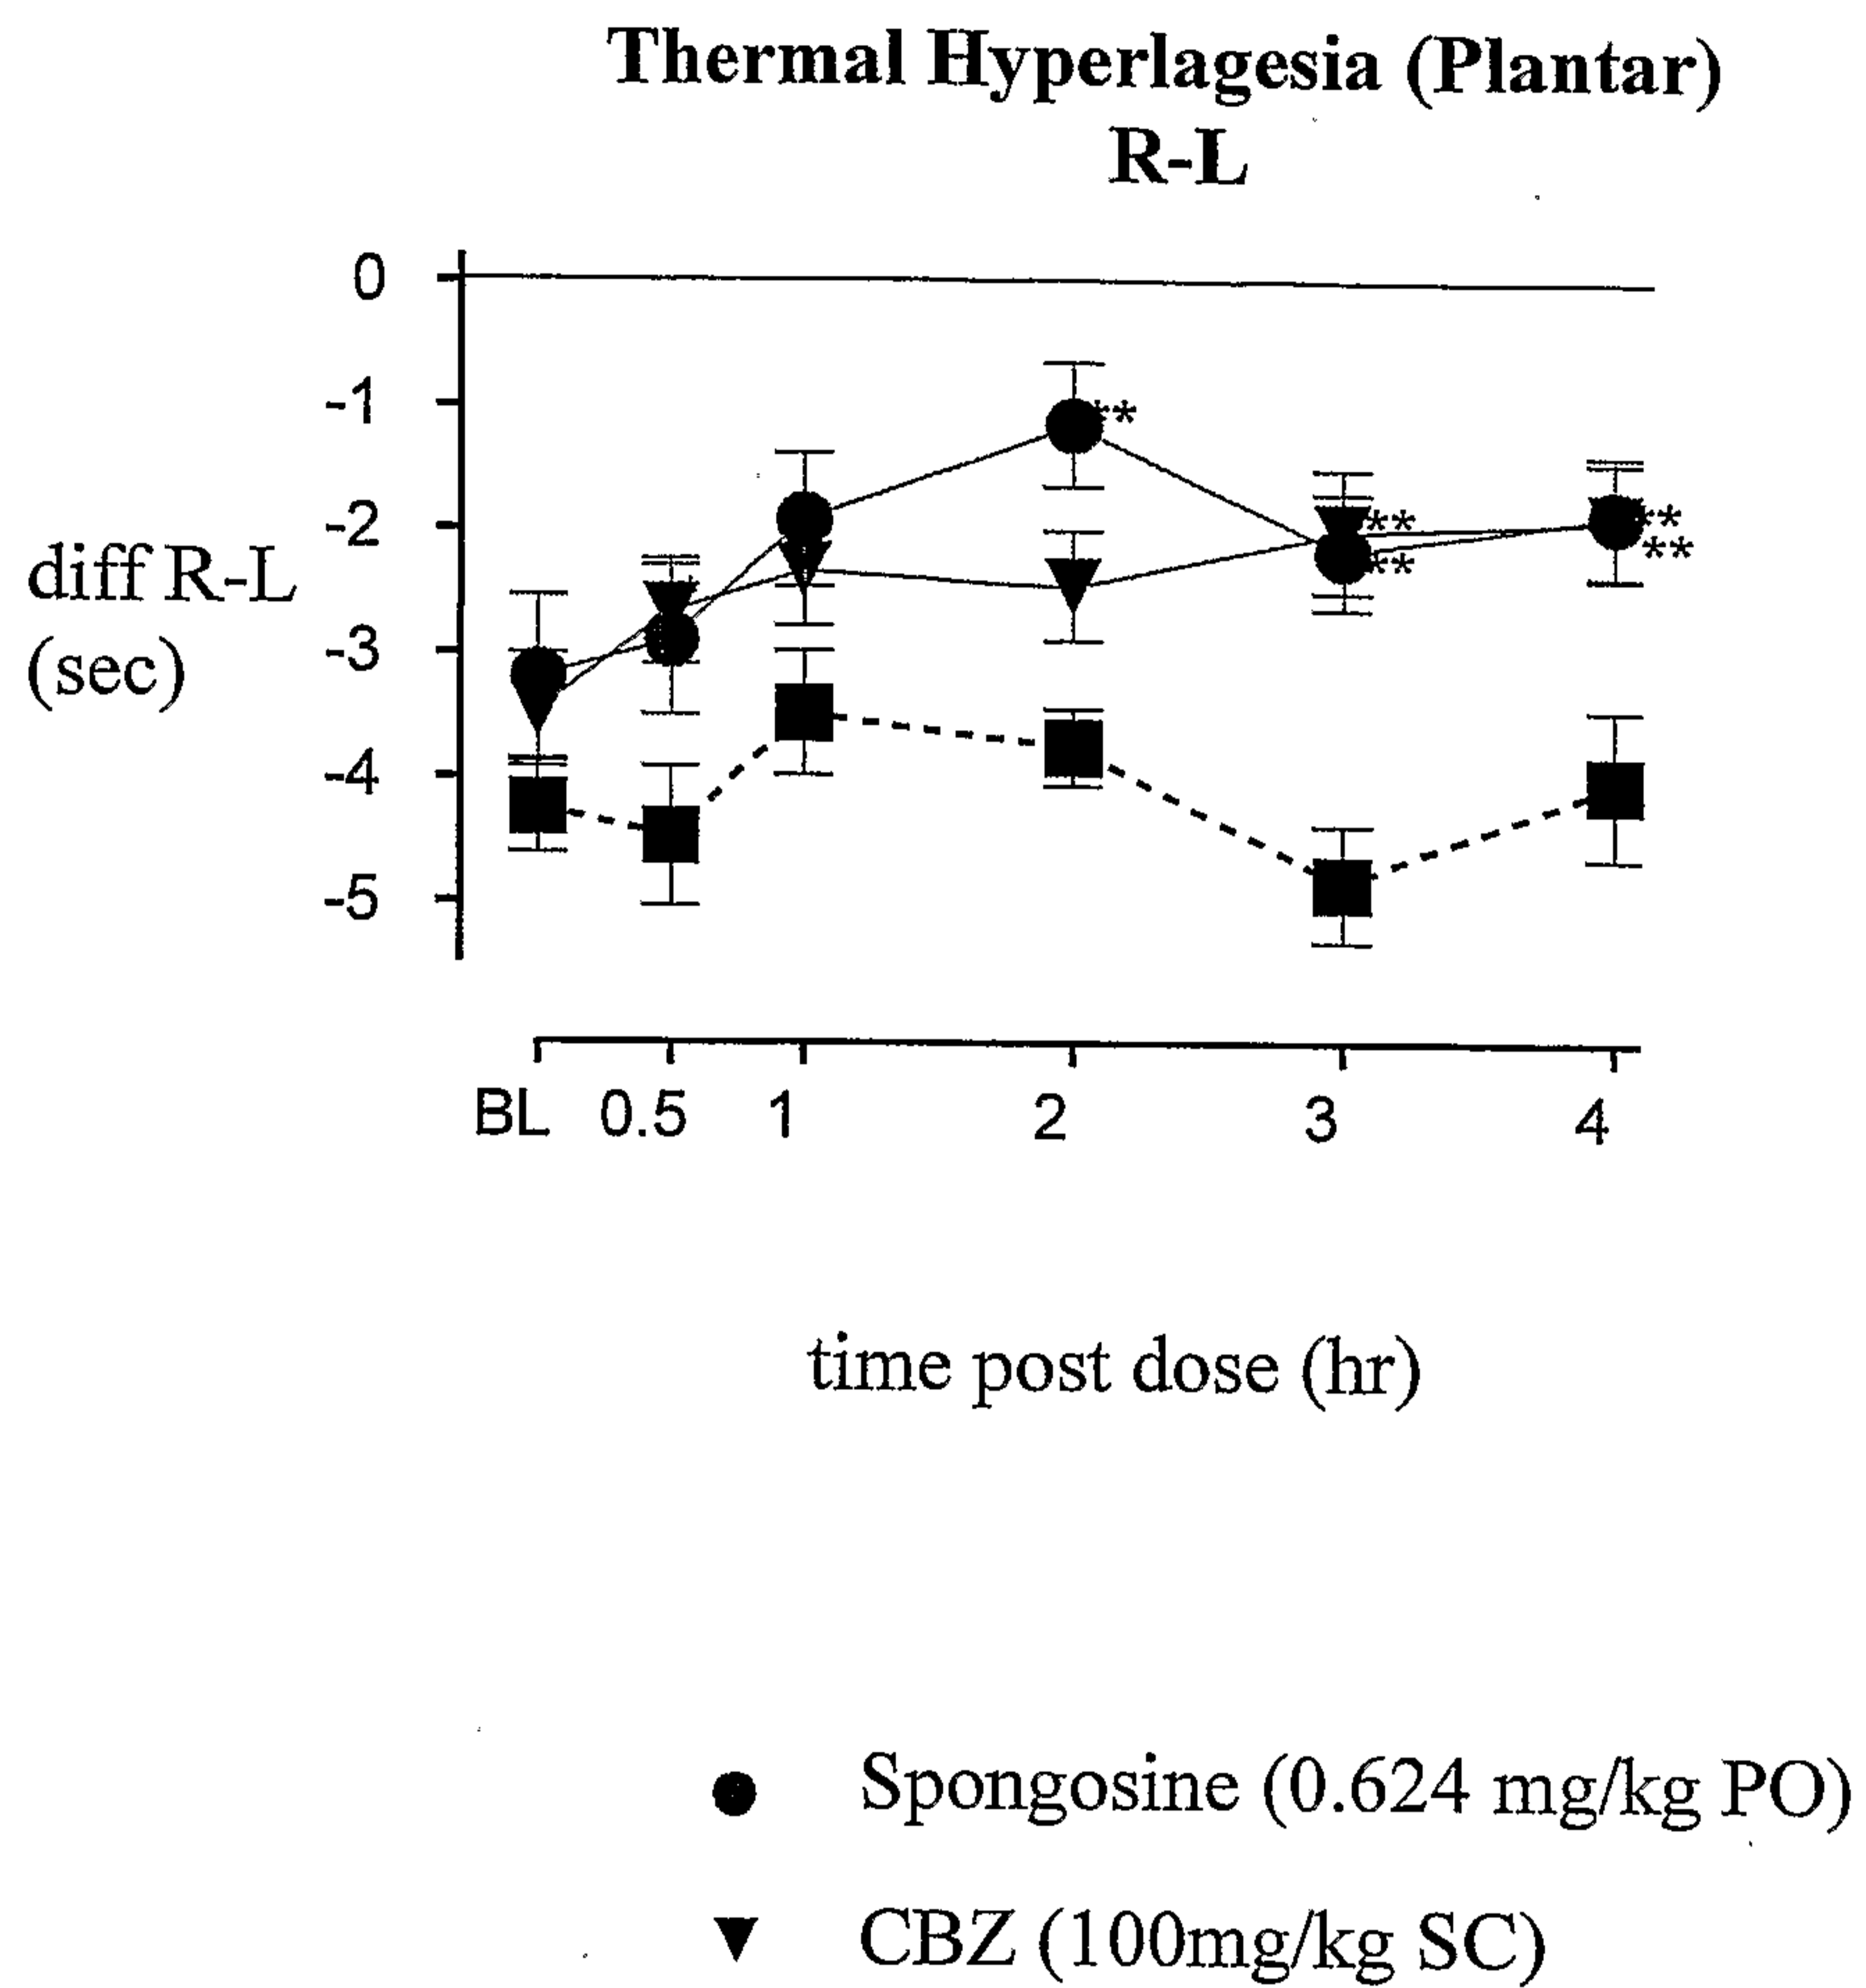 Thermal Hyperlagesia (Plantar)
R-L
0
-1
**
-2
**
**
**
**
diff R-L
(sec)
*
-3
-4
-5
BL 0.5 1 2 3 4
time post dose (hr)
Spongosine (0.624 mg/kg PO)
CBZ (100mg/kg SC)